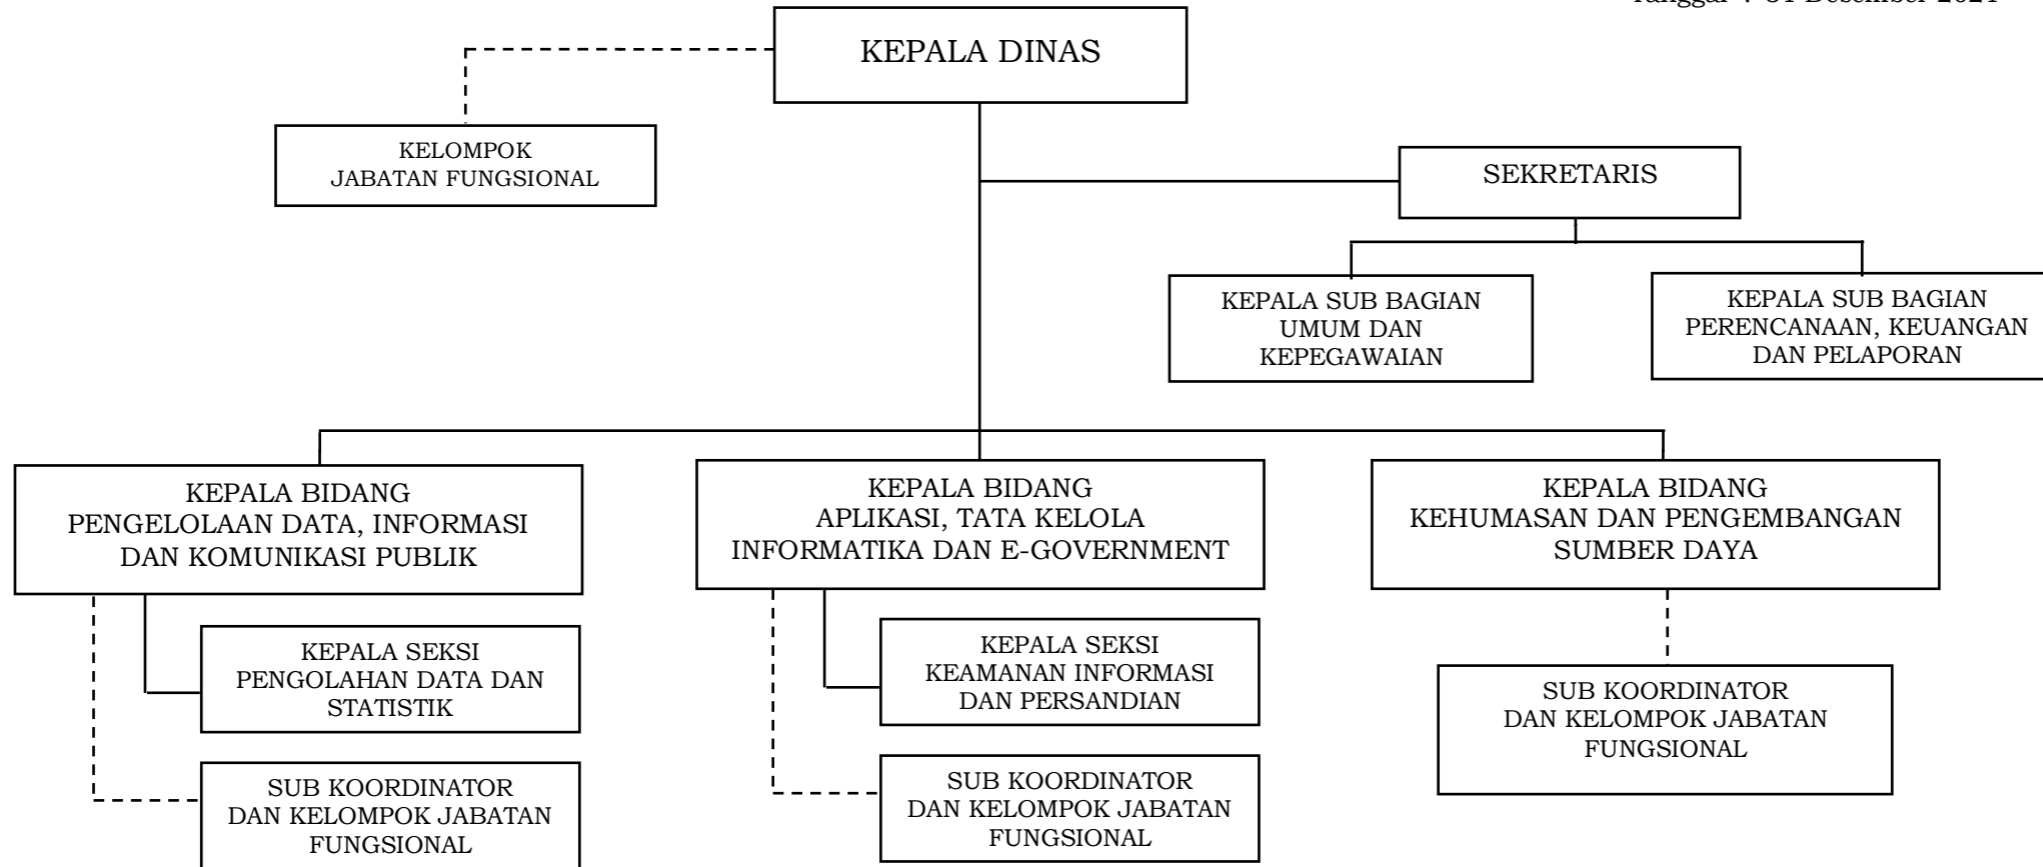 KEPALA DINAS
KELOMPOK
JABATAN FUNGSIONAL
SEKRETARIS
KEPALA SUB BAGIAN
UMUM DAN
KEPEGAWAIAN
KEPALA SUB BAGIAN
PERENCANAAN, KEUANGAN
DAN PELAPORAN
KEPALA BIDANG
PENGELOLAAN DATA, INFORMASI
DAN KOMUNIKASI PUBLIK
KEPALA BIDANG
APLIKASI, TATA KELOLA
INFORMATIKA DAN E-GOVERNMENT
KEPALA BIDANG
KEHUMASAN DAN PENGEMBANGAN
SUMBER DAYA
KEPALA SEKSI
PENGOLAHAN DATA DAN
STATISTIK
KEPALA SEKSI
KEAMANAN INFORMASI
DAN PERSANDIAN
SUB KOORDINATOR
DAN KELOMPOK JABATAN
FUNGSIONAL
SUB KOORDINATOR
DAN KELOMPOK JABATAN
FUNGSIONAL
SUB KOORDINATOR
DAN KELOMPOK JABATAN
FUNGSIONAL